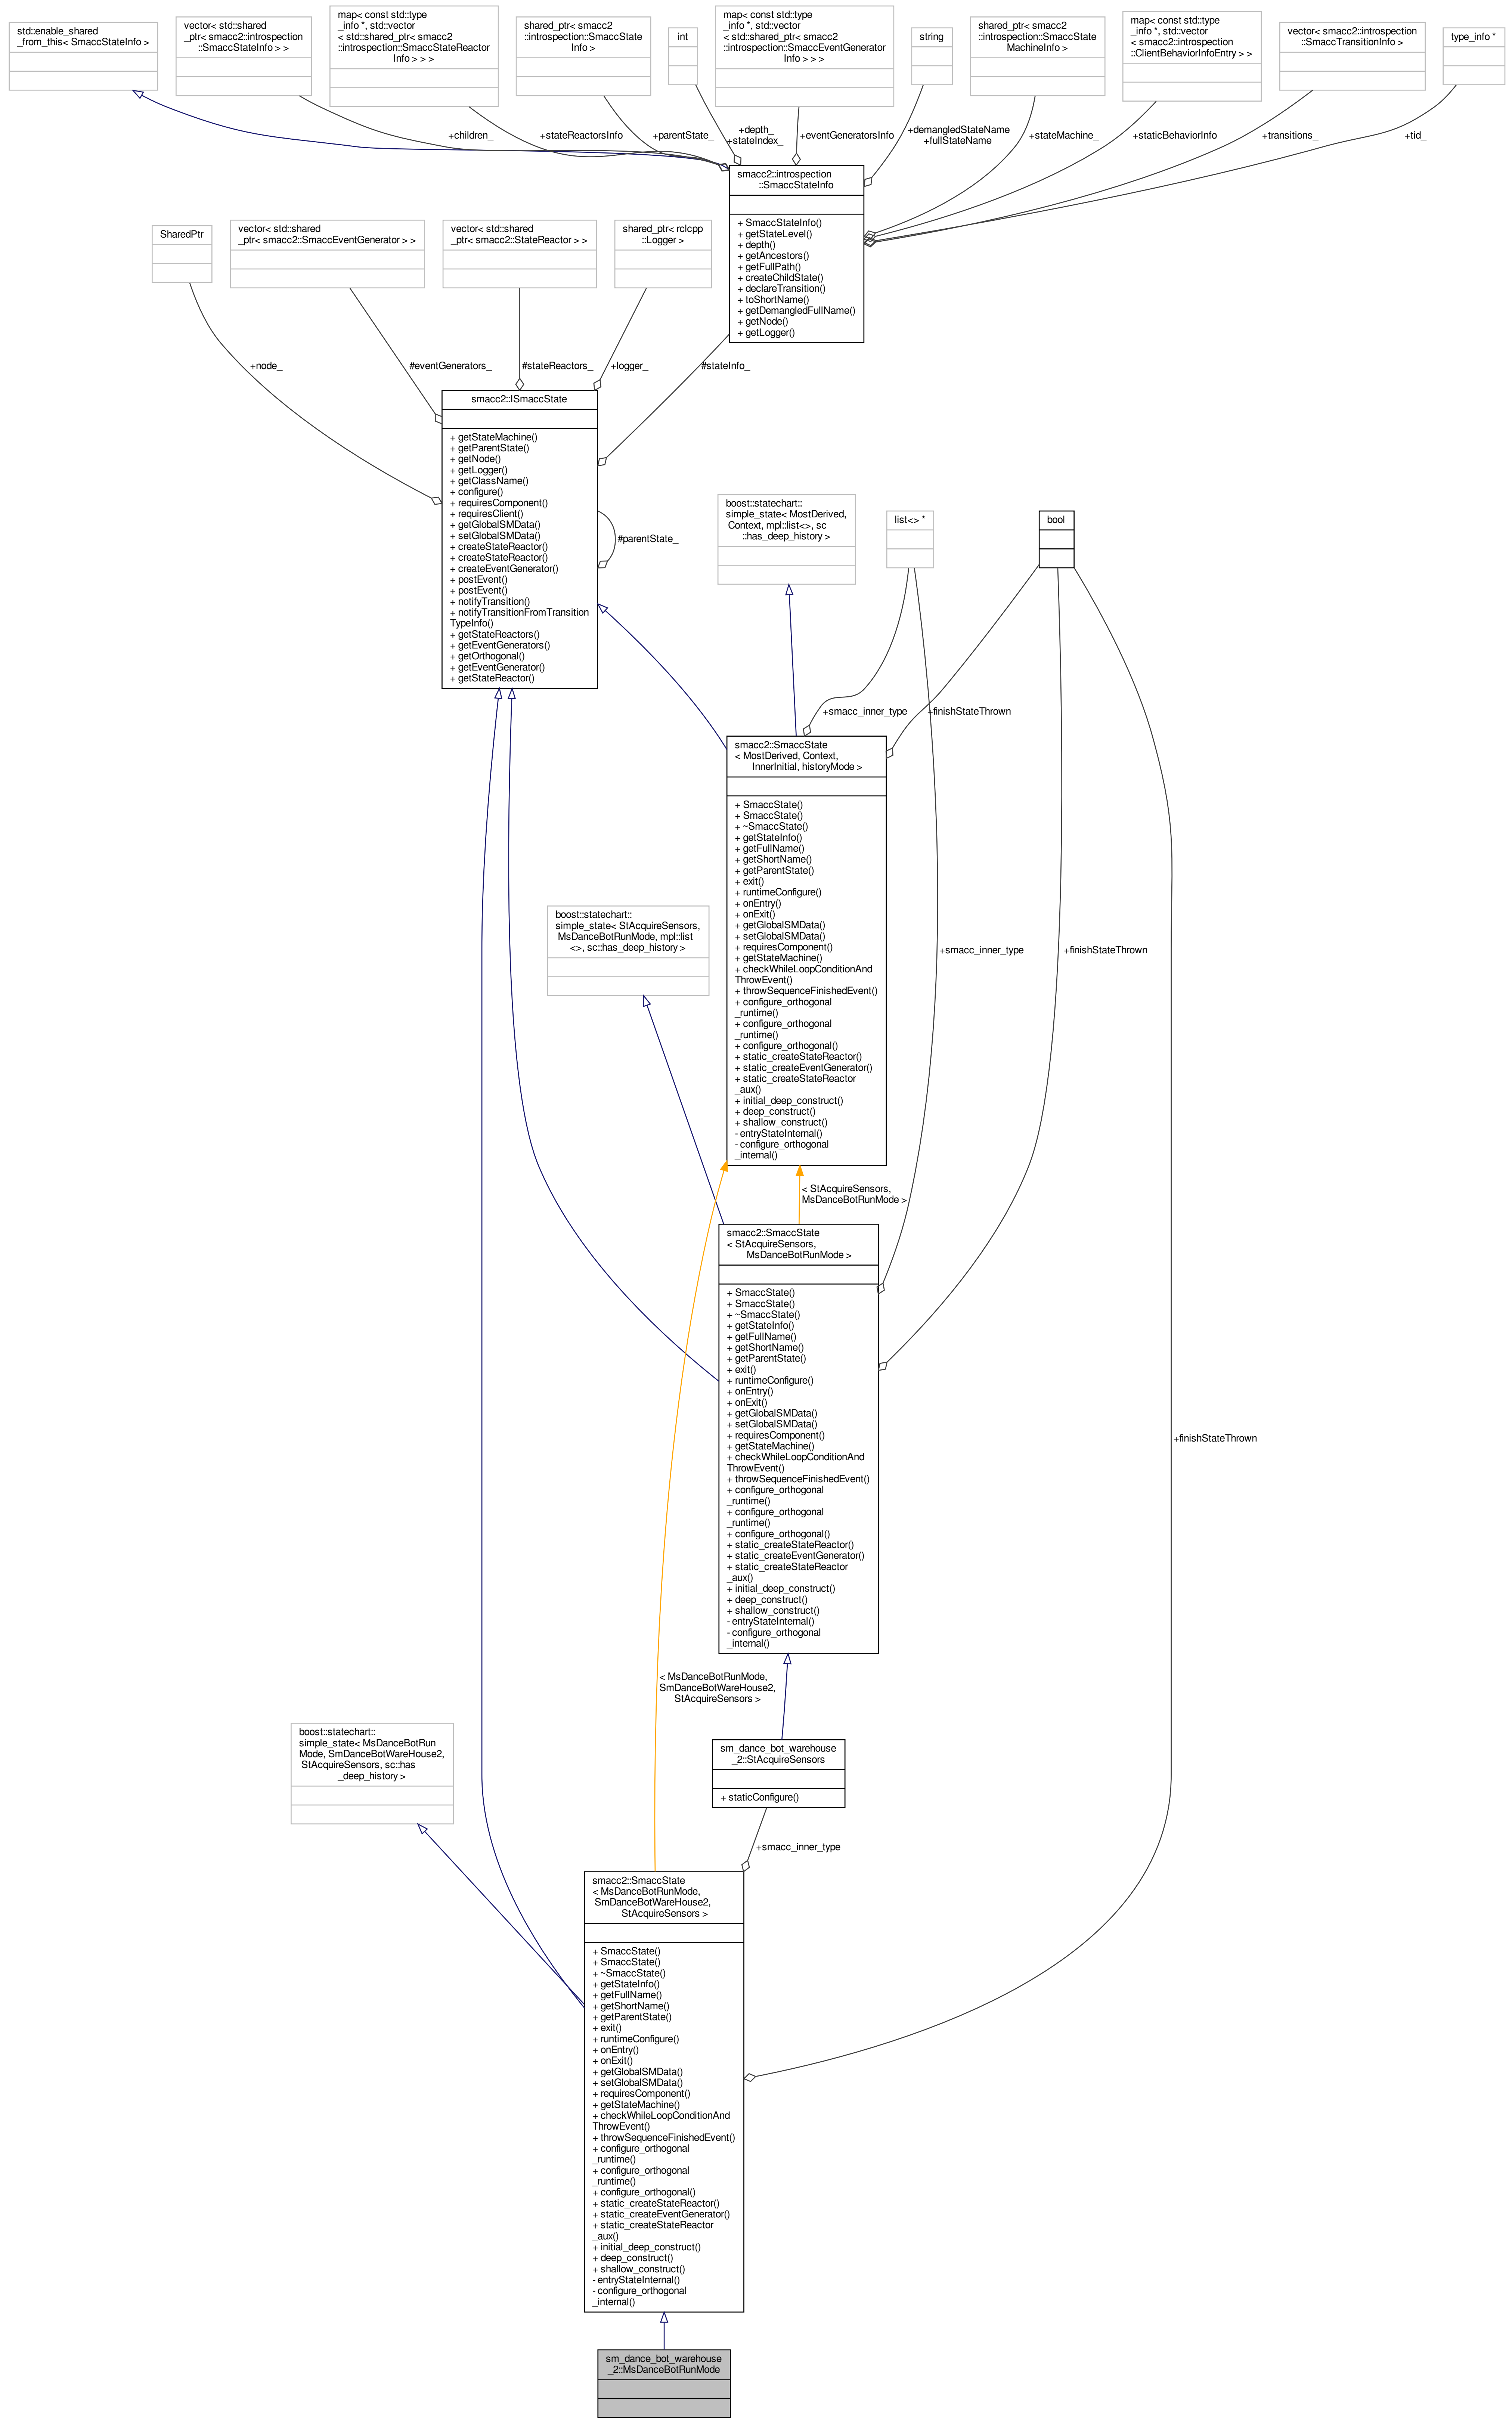 std::enable_shared
_from_this< SmaccStateInfo >
vector< std::shared
_ptr< smacc2::introspection
::SmaccStateInfo > >
map< const std::type
_info *, std::vector
< std::shared_ptr< smacc2
::introspection::SmaccStateReactor
Info > > >
shared_ptr< smacc2
::introspection::SmaccState
Info >
int
map< const std::type
_info *, std::vector
< std::shared_ptr< smacc2
::introspection::SmaccEventGenerator
Info > > >
string
shared_ptr< smacc2
::introspection::SmaccState
MachineInfo >
map< const std::type
_info *, std::vector
< smacc2::introspection
::ClientBehaviorInfoEntry > >
vector< smacc2::introspection
::SmaccTransitionInfo >
type_info *
+children_
+stateReactorsInfo
+parentState_
+depth_
+stateIndex_
+eventGeneratorsInfo
+demangledStateName
+fullStateName
+stateMachine_
+staticBehaviorInfo
+transitions_
+tid_
smacc2::introspection
::SmaccStateInfo
+ SmaccStateInfo()
+ getStateLevel()
+ depth()
+ getAncestors()
+ getFullPath()
+ createChildState()
+ declareTransition()
+ toShortName()
+ getDemangledFullName()
+ getNode()
+ getLogger()
SharedPtr
vector< std::shared
_ptr< smacc2::SmaccEventGenerator > >
vector< std::shared
_ptr< smacc2::StateReactor > >
shared_ptr< rclcpp
::Logger >
+node_
#eventGenerators_
#stateReactors_
+logger_
#stateInfo_
smacc2::ISmaccState
+ getStateMachine()
+ getParentState()
+ getNode()
+ getLogger()
+ getClassName()
+ configure()
+ requiresComponent()
+ requiresClient()
+ getGlobalSMData()
+ setGlobalSMData()
+ createStateReactor()
+ createStateReactor()
+ createEventGenerator()
+ postEvent()
+ postEvent()
+ notifyTransition()
+ notifyTransitionFromTransition
TypeInfo()
+ getStateReactors()
+ getEventGenerators()
+ getOrthogonal()
+ getEventGenerator()
+ getStateReactor()
#parentState_
boost::statechart::
simple_state< MostDerived,
Context, mpl::list<>, sc
::has_deep_history >
list<> *
bool
+smacc_inner_type
+finishStateThrown
smacc2::SmaccState
< MostDerived, Context,
InnerInitial, historyMode >
+ SmaccState()
+ SmaccState()
+ ~SmaccState()
+ getStateInfo()
+ getFullName()
+ getShortName()
+ getParentState()
+ exit()
+ runtimeConfigure()
+ onEntry()
+ onExit()
+ getGlobalSMData()
+ setGlobalSMData()
+ requiresComponent()
+ getStateMachine()
+ checkWhileLoopConditionAnd
ThrowEvent()
+ throwSequenceFinishedEvent()
+ configure_orthogonal
_runtime()
+ configure_orthogonal
_runtime()
+ configure_orthogonal()
+ static_createStateReactor()
+ static_createEventGenerator()
+ static_createStateReactor
_aux()
+ initial_deep_construct()
+ deep_construct()
+ shallow_construct()
- entryStateInternal()
- configure_orthogonal
_internal()
boost::statechart::
simple_state< StAcquireSensors,
MsDanceBotRunMode, mpl::list
<>, sc::has_deep_history >
+smacc_inner_type
+finishStateThrown
< StAcquireSensors,
MsDanceBotRunMode >
smacc2::SmaccState
< StAcquireSensors,
MsDanceBotRunMode >
+ SmaccState()
+ SmaccState()
+ ~SmaccState()
+ getStateInfo()
+ getFullName()
+ getShortName()
+ getParentState()
+ exit()
+ runtimeConfigure()
+ onEntry()
+ onExit()
+ getGlobalSMData()
+ setGlobalSMData()
+ requiresComponent()
+ getStateMachine()
+ checkWhileLoopConditionAnd
ThrowEvent()
+ throwSequenceFinishedEvent()
+ configure_orthogonal
_runtime()
+ configure_orthogonal
_runtime()
+ configure_orthogonal()
+ static_createStateReactor()
+ static_createEventGenerator()
+ static_createStateReactor
_aux()
+ initial_deep_construct()
+ deep_construct()
+ shallow_construct()
- entryStateInternal()
- configure_orthogonal
_internal()
+finishStateThrown
< MsDanceBotRunMode,
SmDanceBotWareHouse2,
StAcquireSensors >
boost::statechart::
simple_state< MsDanceBotRun
Mode, SmDanceBotWareHouse2,
StAcquireSensors, sc::has
_deep_history >
sm_dance_bot_warehouse
_2::StAcquireSensors
+ staticConfigure()
+smacc_inner_type
smacc2::SmaccState
< MsDanceBotRunMode,
SmDanceBotWareHouse2,
StAcquireSensors >
+ SmaccState()
+ SmaccState()
+ ~SmaccState()
+ getStateInfo()
+ getFullName()
+ getShortName()
+ getParentState()
+ exit()
+ runtimeConfigure()
+ onEntry()
+ onExit()
+ getGlobalSMData()
+ setGlobalSMData()
+ requiresComponent()
+ getStateMachine()
+ checkWhileLoopConditionAnd
ThrowEvent()
+ throwSequenceFinishedEvent()
+ configure_orthogonal
_runtime()
+ configure_orthogonal
_runtime()
+ configure_orthogonal()
+ static_createStateReactor()
+ static_createEventGenerator()
+ static_createStateReactor
_aux()
+ initial_deep_construct()
+ deep_construct()
+ shallow_construct()
- entryStateInternal()
- configure_orthogonal
_internal()
sm_dance_bot_warehouse
_2::MsDanceBotRunMode